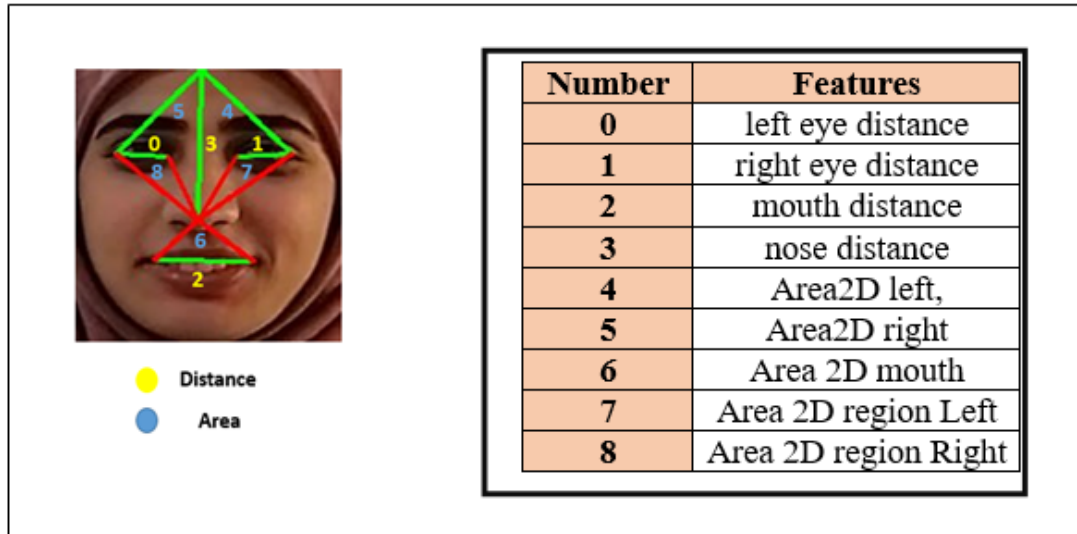 5 4
0 3 1
8 7
6
2
Distance
Area
Number Features
0 left eye distance
1 right eye distance
2 mouth distance
3 nose distance
4 Area2D left,
5 Area2D right
6 Area 2D mouth
7 Area 2D region Left
8 Area 2D region Right